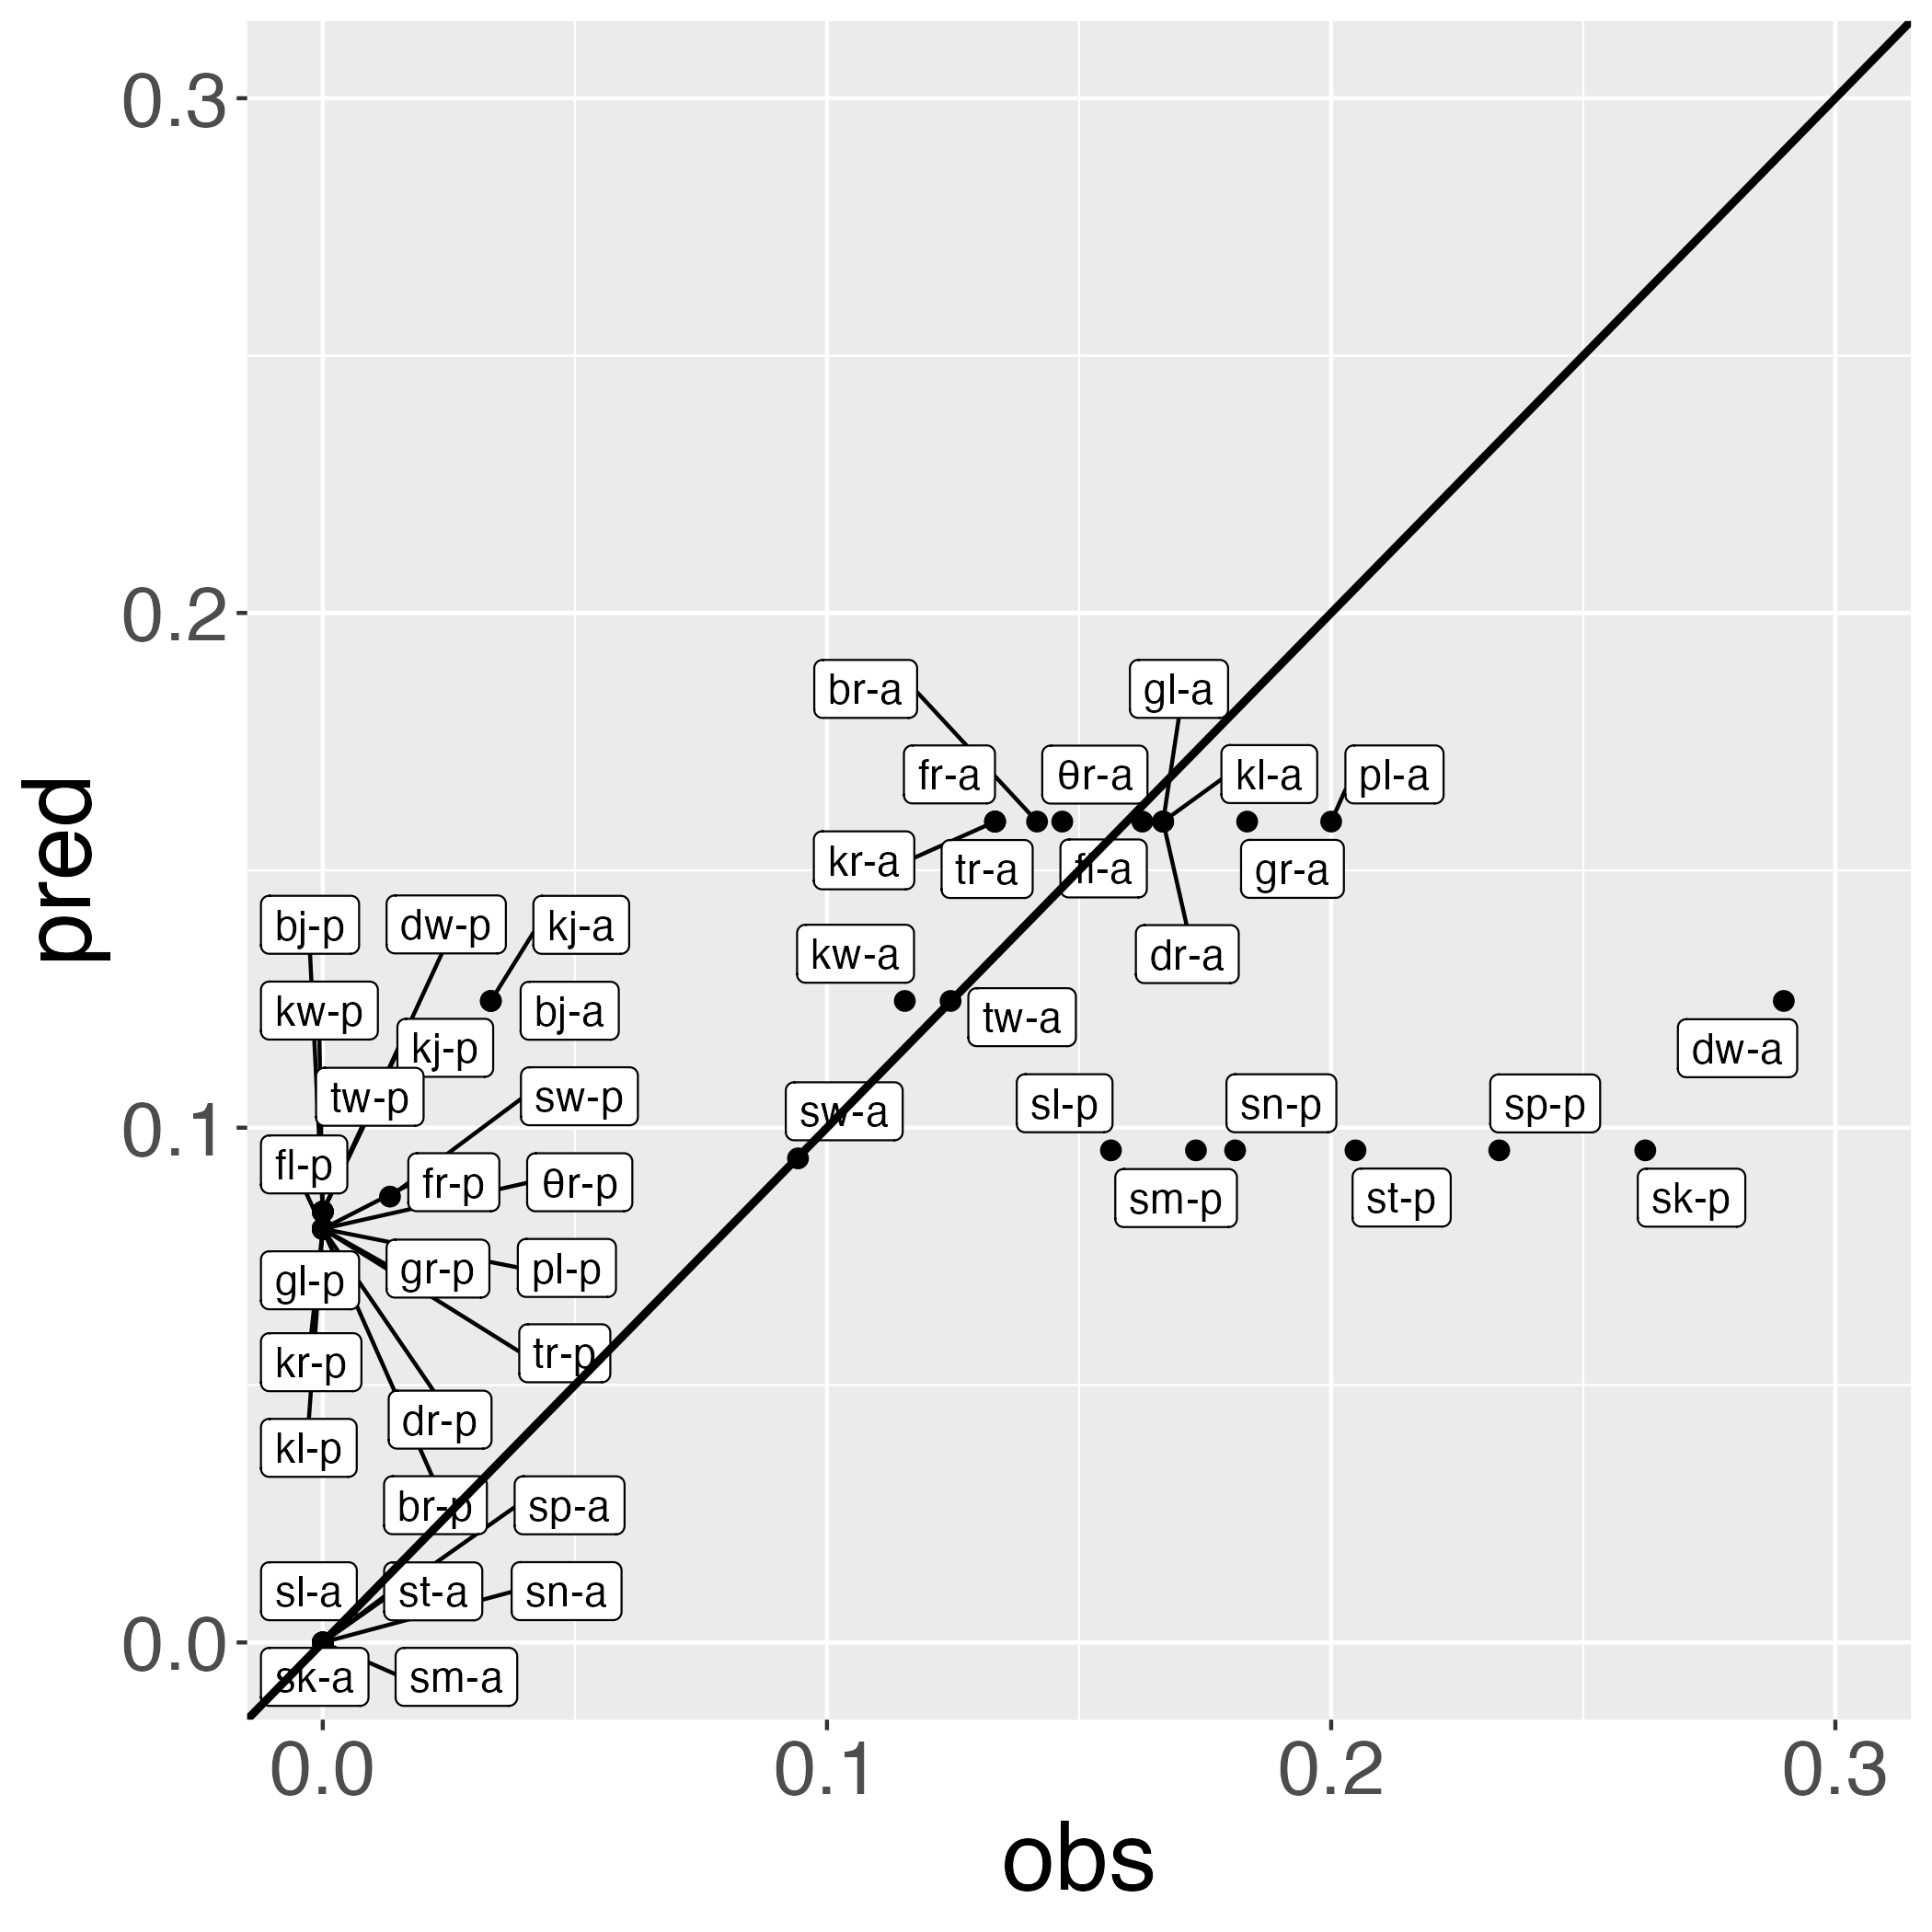 0.3
0.2
br-a
gl-a
fr-a
θr-a
kl-a
pl-a
kr-a
tr-a
fl-a
gr-a
pred
bj-p
dw-p
kj-a
kw-a
dr-a
kw-p
bj-a
tw-a
kj-p
dw-a
tw-p
sw-p
sw-a
sl-p
sn-p
sp-p
0.1
fl-p
fr-p
θr-p
sm-p
st-p
sk-p
gl-p
gr-p
pl-p
kr-p
tr-p
dr-p
kl-p
br-p
sp-a
sl-a
st-a
sn-a
0.0
sk-a
sm-a
0.0
0.1
0.2
0.3
obs